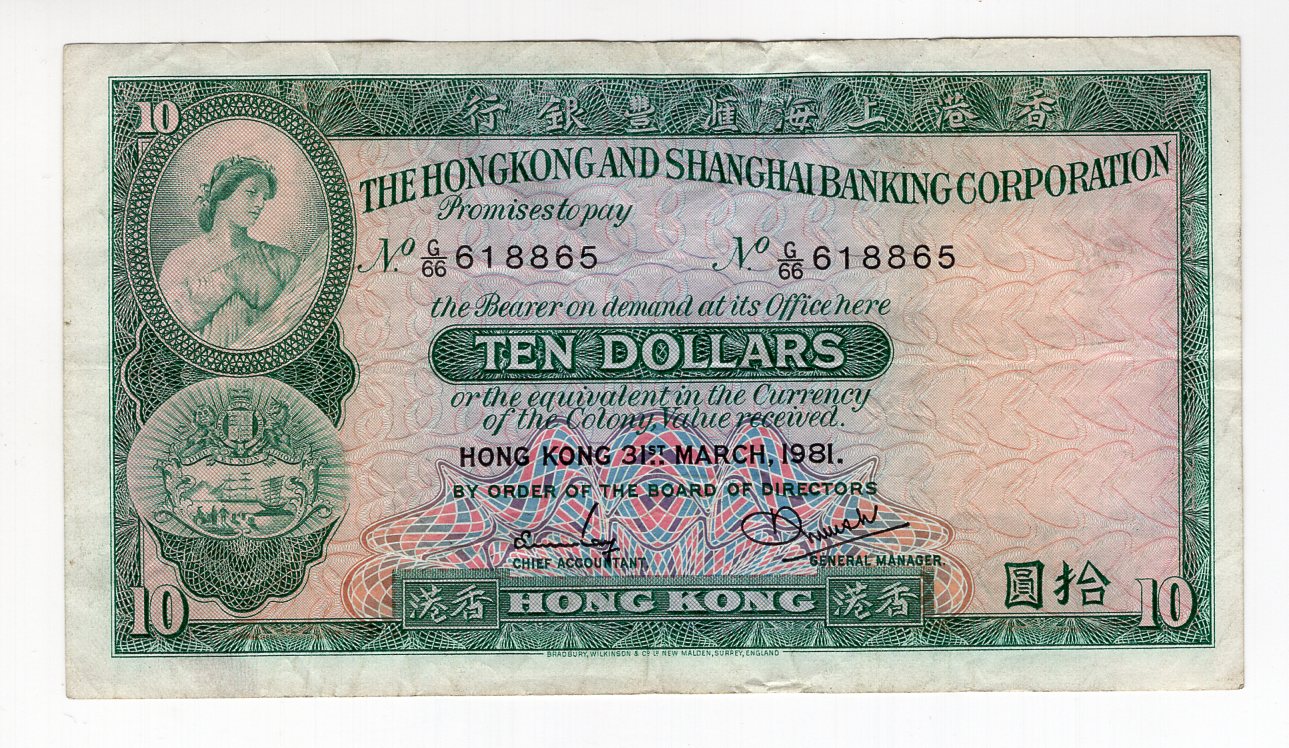 10
行銀豐滙海上港香
THE HONGKONG AND SHANGHAI BANKING CORPORATION
Promises to pay
No. G/66 618865 No. G/66 618865
the Bearer on demand at its Office here
TEN DOLLARS
or the equivalent in the Currency
of the Colony, Value received.
HONG KONG 31ST MARCH, 1981.
BY ORDER OF THE BOARD OF DIRECTORS
CHIEF ACCOUNTANT. GENERAL MANAGER.
圓拾
10 港香 HONG KONG 港香 10
BRADBURY, WILKINSON & Co. Ld. NEW MALDEN, SURREY, ENGLAND